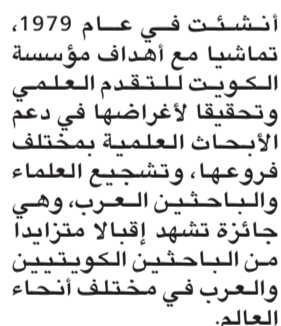 أنشئت في عام 1979،
تماشيا مع أهداف مؤسسة
الكويت للتقدم العلمي
وتحقيقا لأغراضها في دعم
الأبحاث العلمية بمختلف
فروعها، وتشجيع العلماء
والباحثين العرب، وهي
جائزة تشهد إقبالا متزايدا
من الباحثين الكويتيين
والعرب في مختلف أنحاء
العالم.